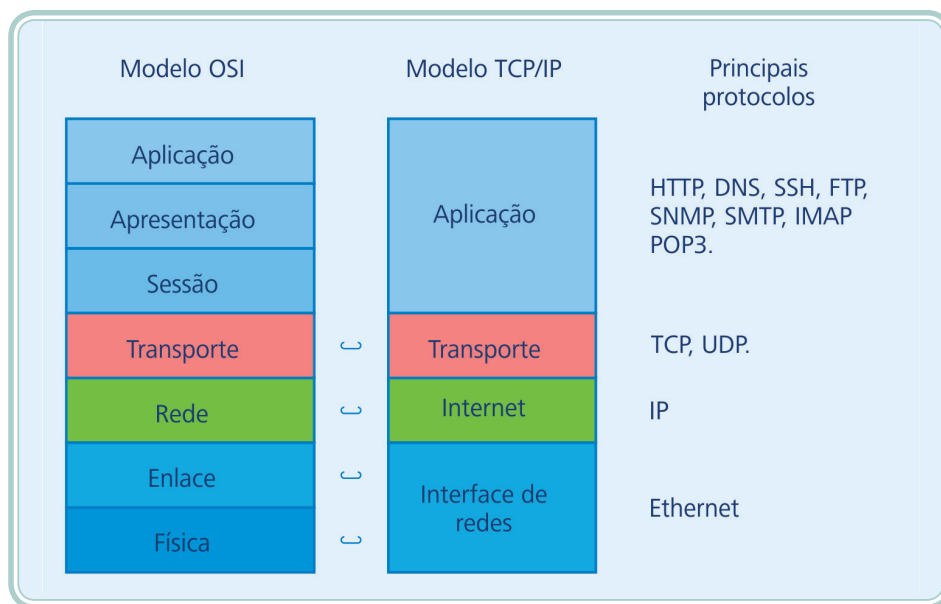 Modelo OSI
Modelo TCP/IP
Principais
protocolos
Aplicação
Apresentação
Sessão
Transporte
Rede
Enlace
Física
Aplicação
Transporte
Internet
Interface de
redes
HTTP, DNS, SSH, FTP,
SNMP, SMTP, IMAP
POP3.
TCP, UDP.
IP
Ethernet